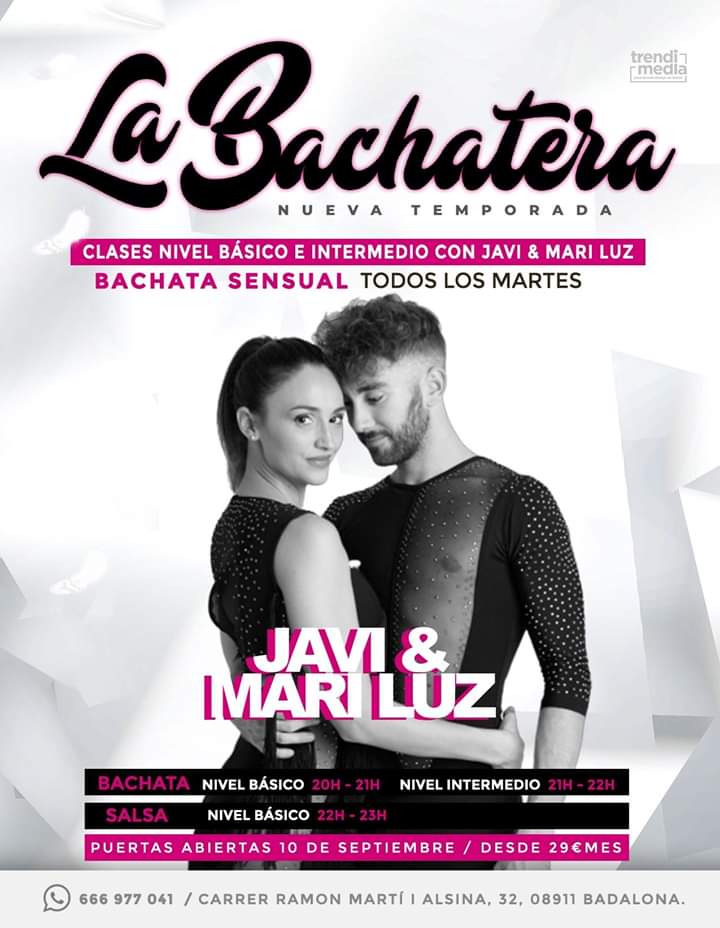 trendi
media
La Bachatera
NUEVA TEMPORADA
CLASES NIVEL BÁSICO E INTERMEDIO CON JAVI & MARI LUZ
BACHATA SENSUAL TODOS LOS MARTES
JAVI &
MARI LUZ
BACHATA NIVEL BÁSICO 20H - 21H NIVEL INTERMEDIO 21H - 22H
SALSA NIVEL BÁSICO 22H - 23H
PUERTAS ABIERTAS 10 DE SEPTIEMBRE / DESDE 29€MES
666 977 041 / CARRER RAMON MARTÍ I ALSINA, 32, 08911 BADALONA.